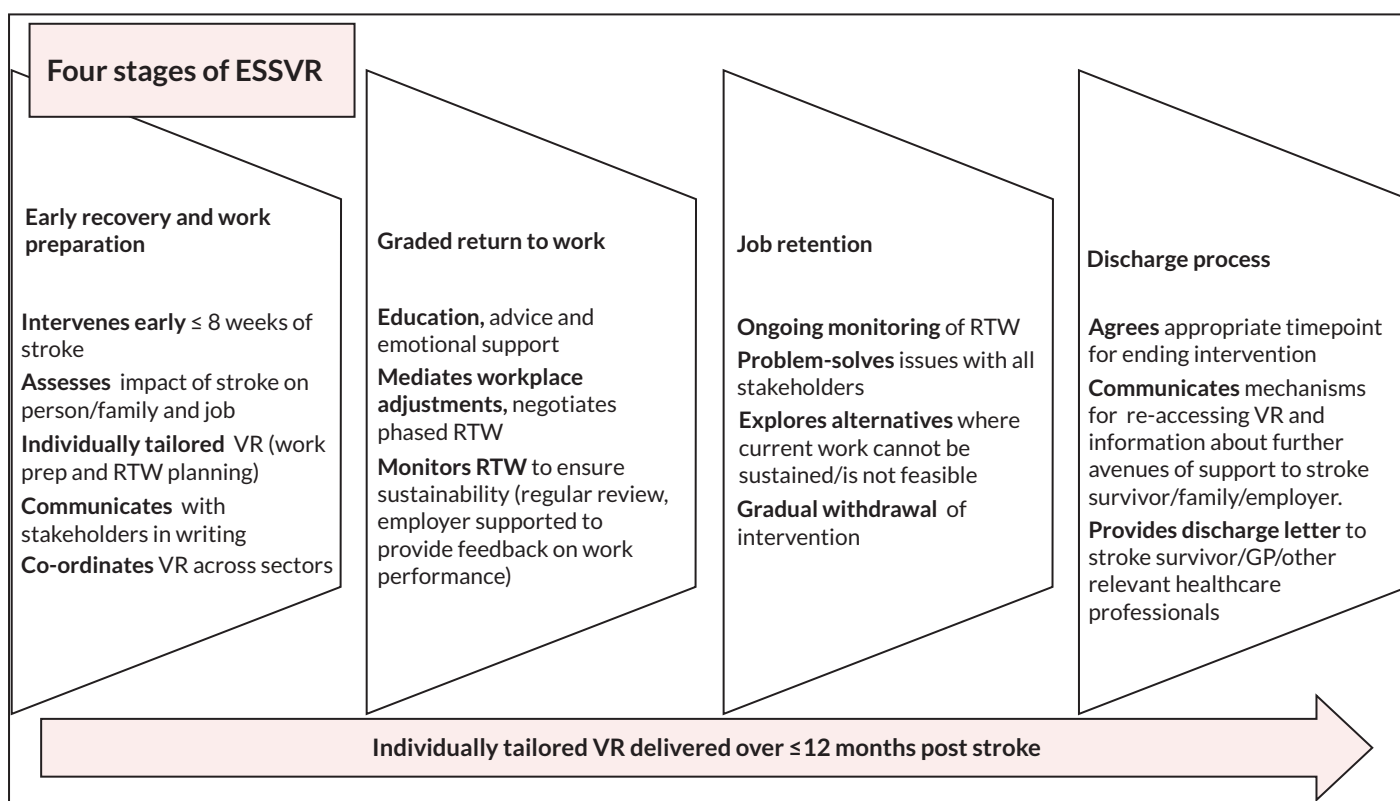 Four stages of ESSVR
Early recovery and work
preparation
Intervenes early ≤ 8 weeks of
stroke
Assesses impact of stroke on
person/family and job
Individually tailored VR (work
prep and RTW planning)
Communicates with
stakeholders in writing
Co-ordinates VR across sectors
Graded return to work
Education, advice and
emotional support
Mediates workplace
adjustments, negotiates
phased RTW
Monitors RTW to ensure
sustainability (regular review,
employer supported to
provide feedback on work
performance)
Job retention
Ongoing monitoring of RTW
Problem-solves issues with all
stakeholders
Explores alternatives where
current work cannot be
sustained/is not feasible
Gradual withdrawal of
intervention
Discharge process
Agrees appropriate timepoint
for ending intervention
Communicates mechanisms
for re-accessing VR and
information about further
avenues of support to stroke
survivor/family/employer.
Provides discharge letter to
stroke survivor/GP/other
relevant healthcare
professionals
Individually tailored VR delivered over ≤12 months post stroke